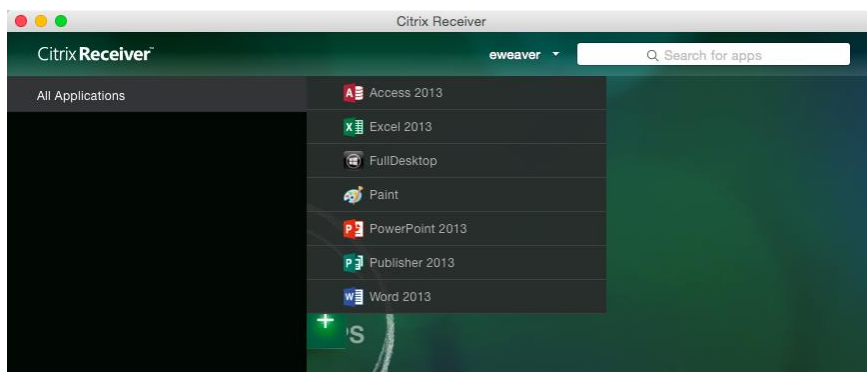 Citrix Receiver
Citrix Receiver™
eweaver
Search for apps
All Applications
Access 2013
Excel 2013
FullDesktop
Paint
PowerPoint 2013
Publisher 2013
Word 2013